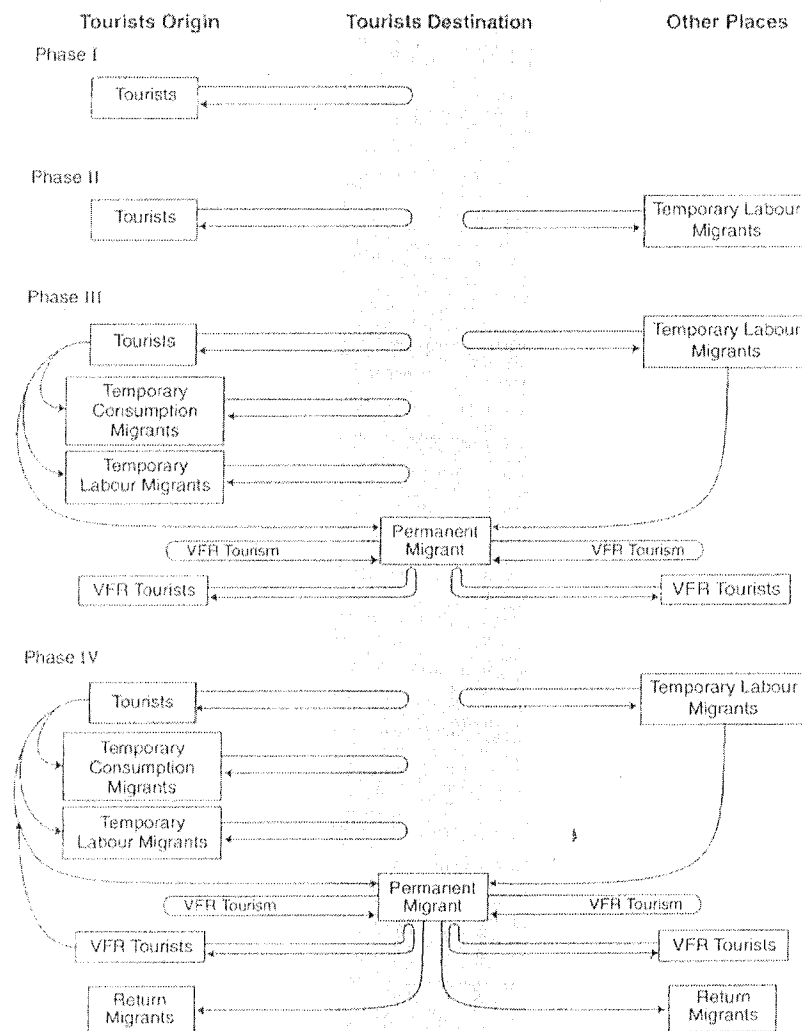 Tourists Origin Tourists Destination Other Places
Phase I
Tourists
Phase II
Tourists
Temporary Labour
Migrants
Phase III
Tourists
Temporary Labour
Migrants
Temporary
Consumption
Migrants
Temporary
Labour Migrants
Permanent
Migrant
VFR Tourism
VFR Tourism
VFR Tourists
VFR Tourists
Phase IV
Tourists
Temporary Labour
Migrants
Temporary
Consumption
Migrants
Temporary
Labour Migrants
Permanent
Migrant
VFR Tourism
VFR Tourism
VFR Tourists
VFR Tourists
Return
Migrants
Return
Migrants